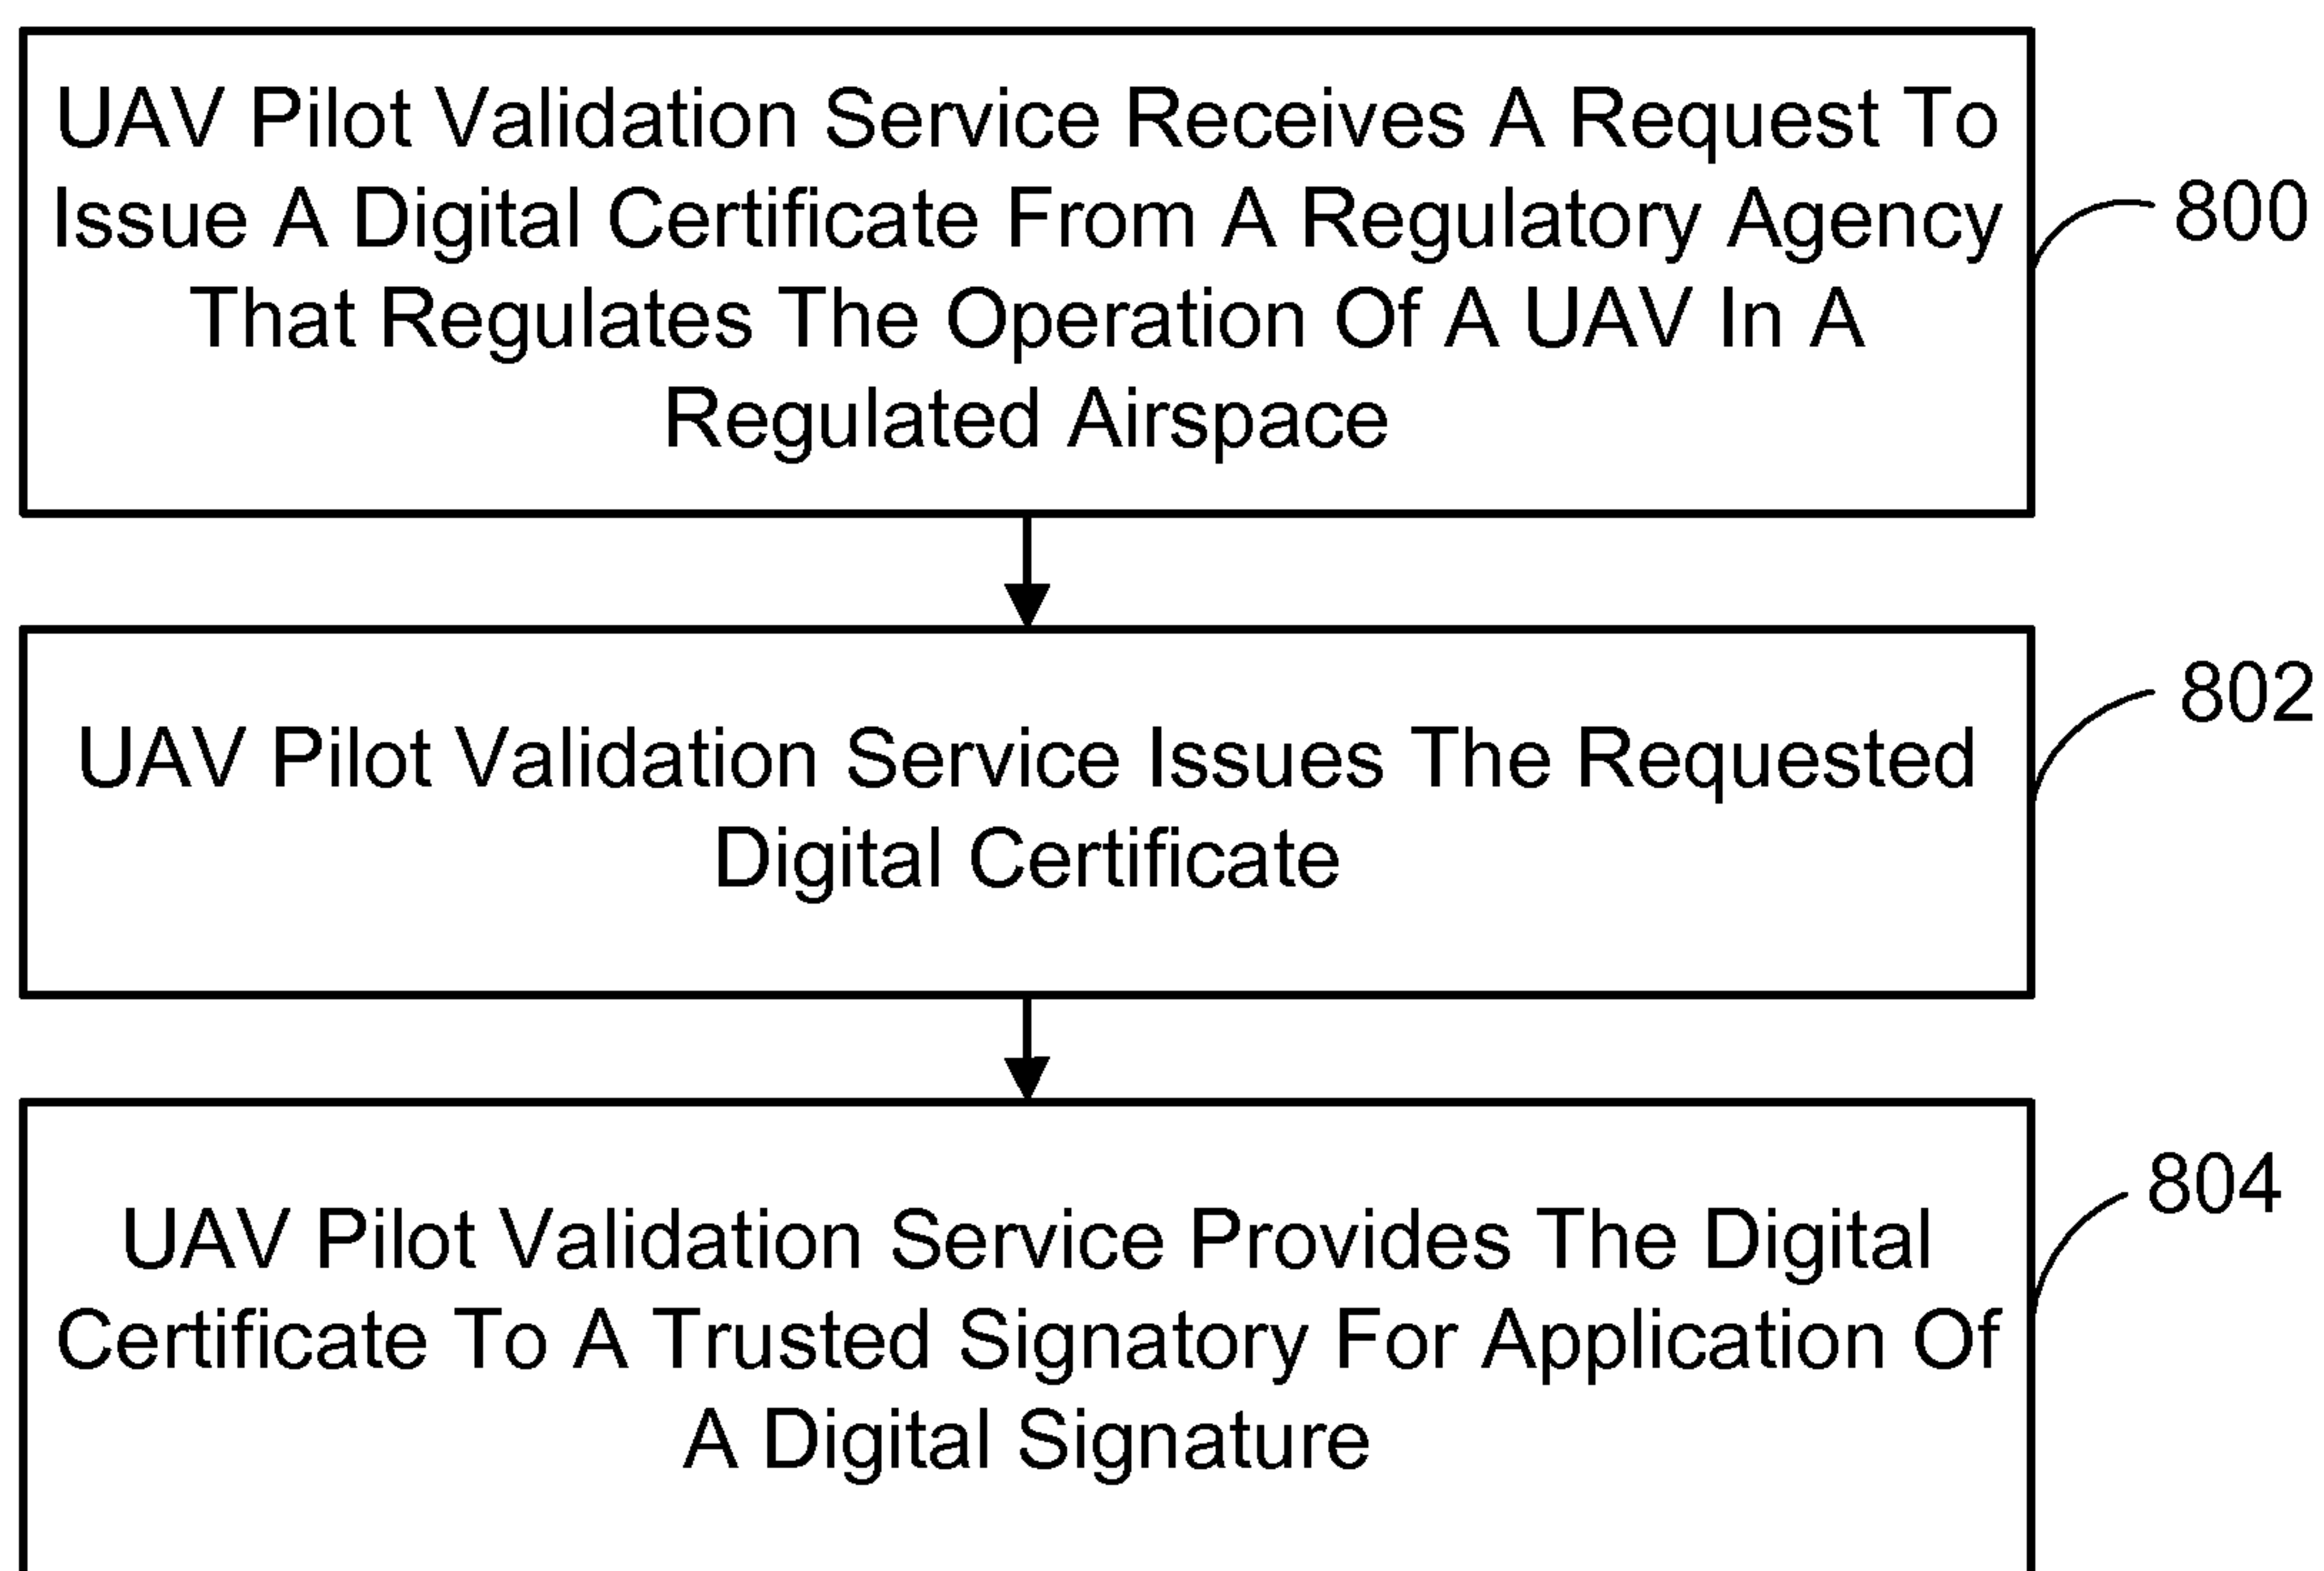 UAV Pilot Validation Service Receives A Request To
Issue A Digital Certificate From A Regulatory Agency
That Regulates The Operation Of A UAV In A
Regulated Airspace
800
UAV Pilot Validation Service Issues The Requested
Digital Certificate
802
UAV Pilot Validation Service Provides The Digital
Certificate To A Trusted Signatory For Application Of
A Digital Signature
804